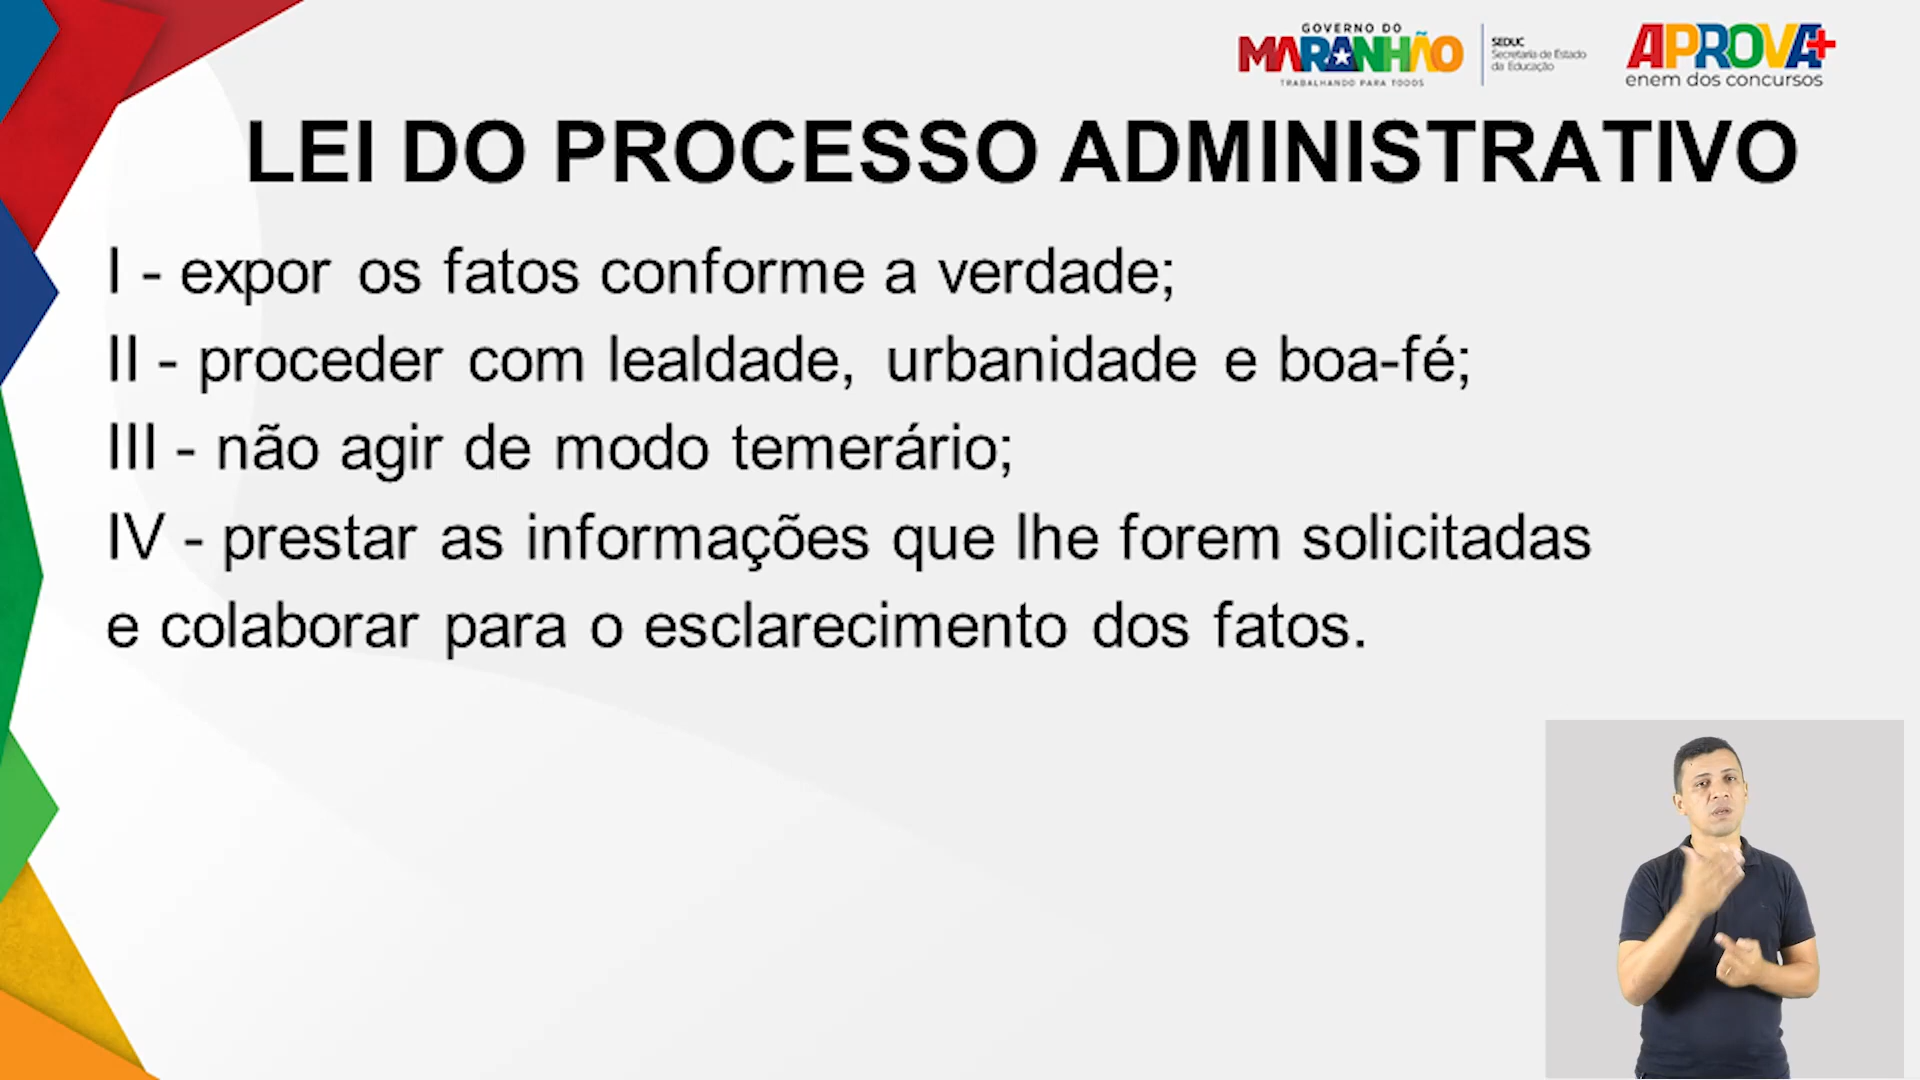 GOVERNO DO
MARANHÃO
TRABALHANDO PARA TODOS
SEDUC
Secretaria de Estado
da Educação
APROVA+
enem dos concursos
LEI DO PROCESSO ADMINISTRATIVO
I - expor os fatos conforme a verdade;
II - proceder com lealdade, urbanidade e boa-fé;
III - não agir de modo temerário;
IV - prestar as informações que lhe forem solicitadas
e colaborar para o esclarecimento dos fatos.